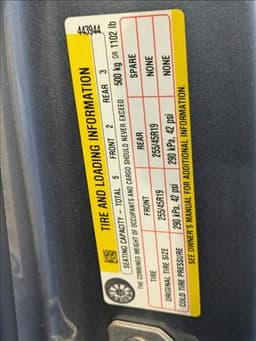 443944
TIRE AND LOADING INFORMATION
SEATING CAPACITY – TOTAL 5 FRONT 2 REAR 3
THE COMBINED WEIGHT OF OCCUPANTS AND CARGO SHOULD NEVER EXCEED 500 kg OR 1102 lb
TIRE FRONT REAR SPARE
ORIGINAL TIRE SIZE 255/45R19 255/45R19 NONE
COLD TIRE PRESSURE 290 kPa, 42 psi 290 kPa, 42 psi NONE
SEE OWNER'S MANUAL FOR ADDITIONAL INFORMATION.